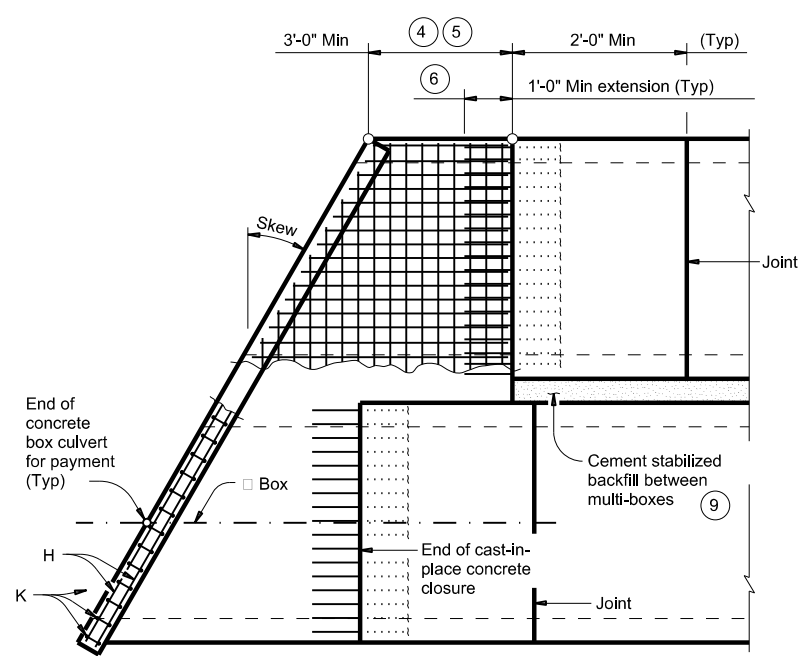 3'-0" Min
4 5
2'-0" Min
(Typ)
6
1'-0" Min extension (Typ)
Skew
Joint
End of
concrete
box culvert
for payment
(Typ)
□ Box
Cement stabilized
backfill between
multi-boxes
9
H
End of cast-in-
place concrete
closure
K
Joint